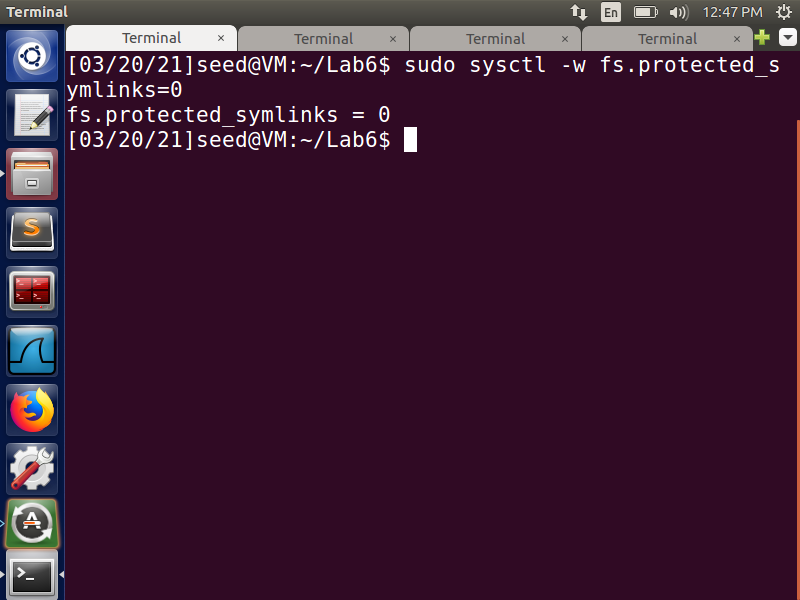 Terminal
En
12:47 PM
Terminal ×
Terminal ×
Terminal ×
Terminal ×
[03/20/21]seed@VM:~/Lab6$ sudo sysctl -w fs.protected_s
ymlinks=0
fs.protected_symlinks = 0
[03/20/21]seed@VM:~/Lab6$